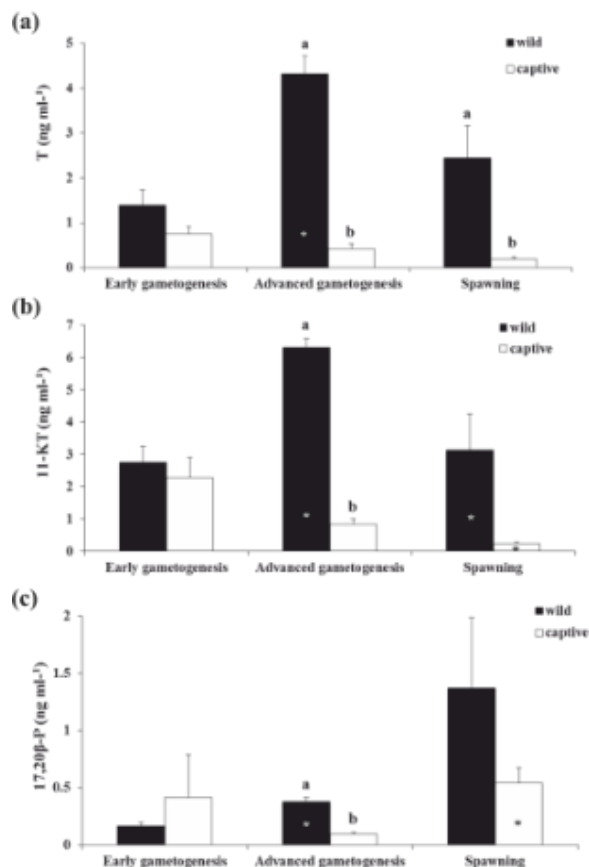 (a)
5
a
wild
captive
4
a
T (ng ml-¹)
3
2
1
*
b
b
0
Early gametogenesis Advanced gametogenesis Spawning
(b)
7
a
wild
captive
6
5
11-KT (ng ml-¹)
4
3
2
*
b
*
1
*
0
Early gametogenesis Advanced gametogenesis Spawning
(c)
2
wild
captive
1.5
17,20β-P (ng ml-¹)
1
a
0.5
*
b
*
0
Early gametogenesis Advanced gametogenesis Spawning